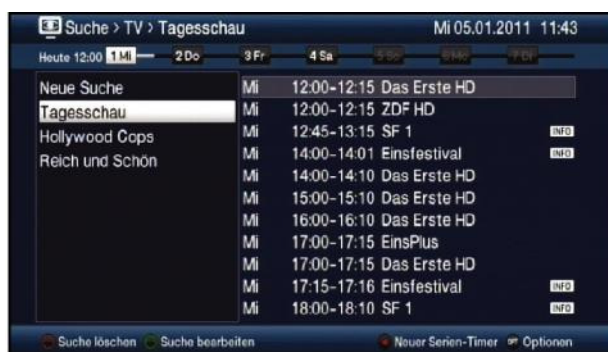 Suche > TV > Tagesschau Mi 05.01.2011 11:43
Heute 12:00 1 Mi 2 Do 3 Fr 4 Sa 5 So 6 Mo 7 Di
Neue Suche
Tagesschau
Hollywood Cops
Reich und Schön
Mi 12:00-12:15 Das Erste HD
Mi 12:00-12:15 ZDF HD
Mi 12:45-13:15 SF 1 INFO
Mi 14:00-14:01 Einsfestival INFO
Mi 14:00-14:10 Das Erste HD
Mi 15:00-15:10 Das Erste HD
Mi 16:00-16:10 Das Erste HD
Mi 17:00-17:15 EinsPlus
Mi 17:00-17:15 Das Erste HD
Mi 17:15-17:16 Einsfestival INFO
Mi 18:00-18:10 SF 1 INFO
Suche löschen Suche bearbeiten Neuer Serien-Timer Optionen